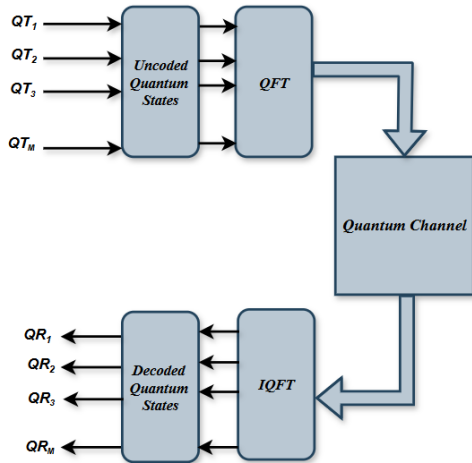 QT1
QT2
QT3
QTM
Uncoded
Quantum
States
QFT
Quantum Channel
QR1
QR2
QR3
QRM
Decoded
Quantum
States
IQFT